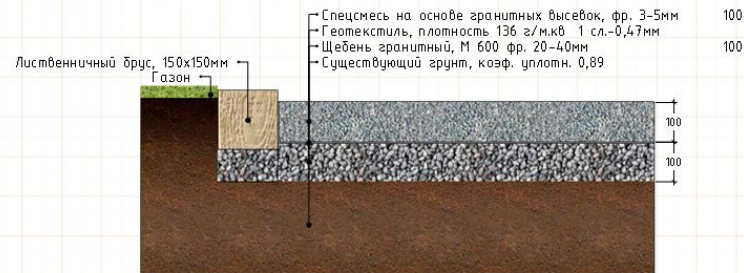 Спецсмесь на основе гранитных высевок, фр. 3-5мм 100
Геотекстиль, плотность 136 г/м.кв 1 сл.-0,47мм
Щебень гранитный, М 600 фр. 20-40мм 100
Существующий грунт, коэф. уплотн. 0,89
Лиственничный брус, 150х150мм
Газон
100
100